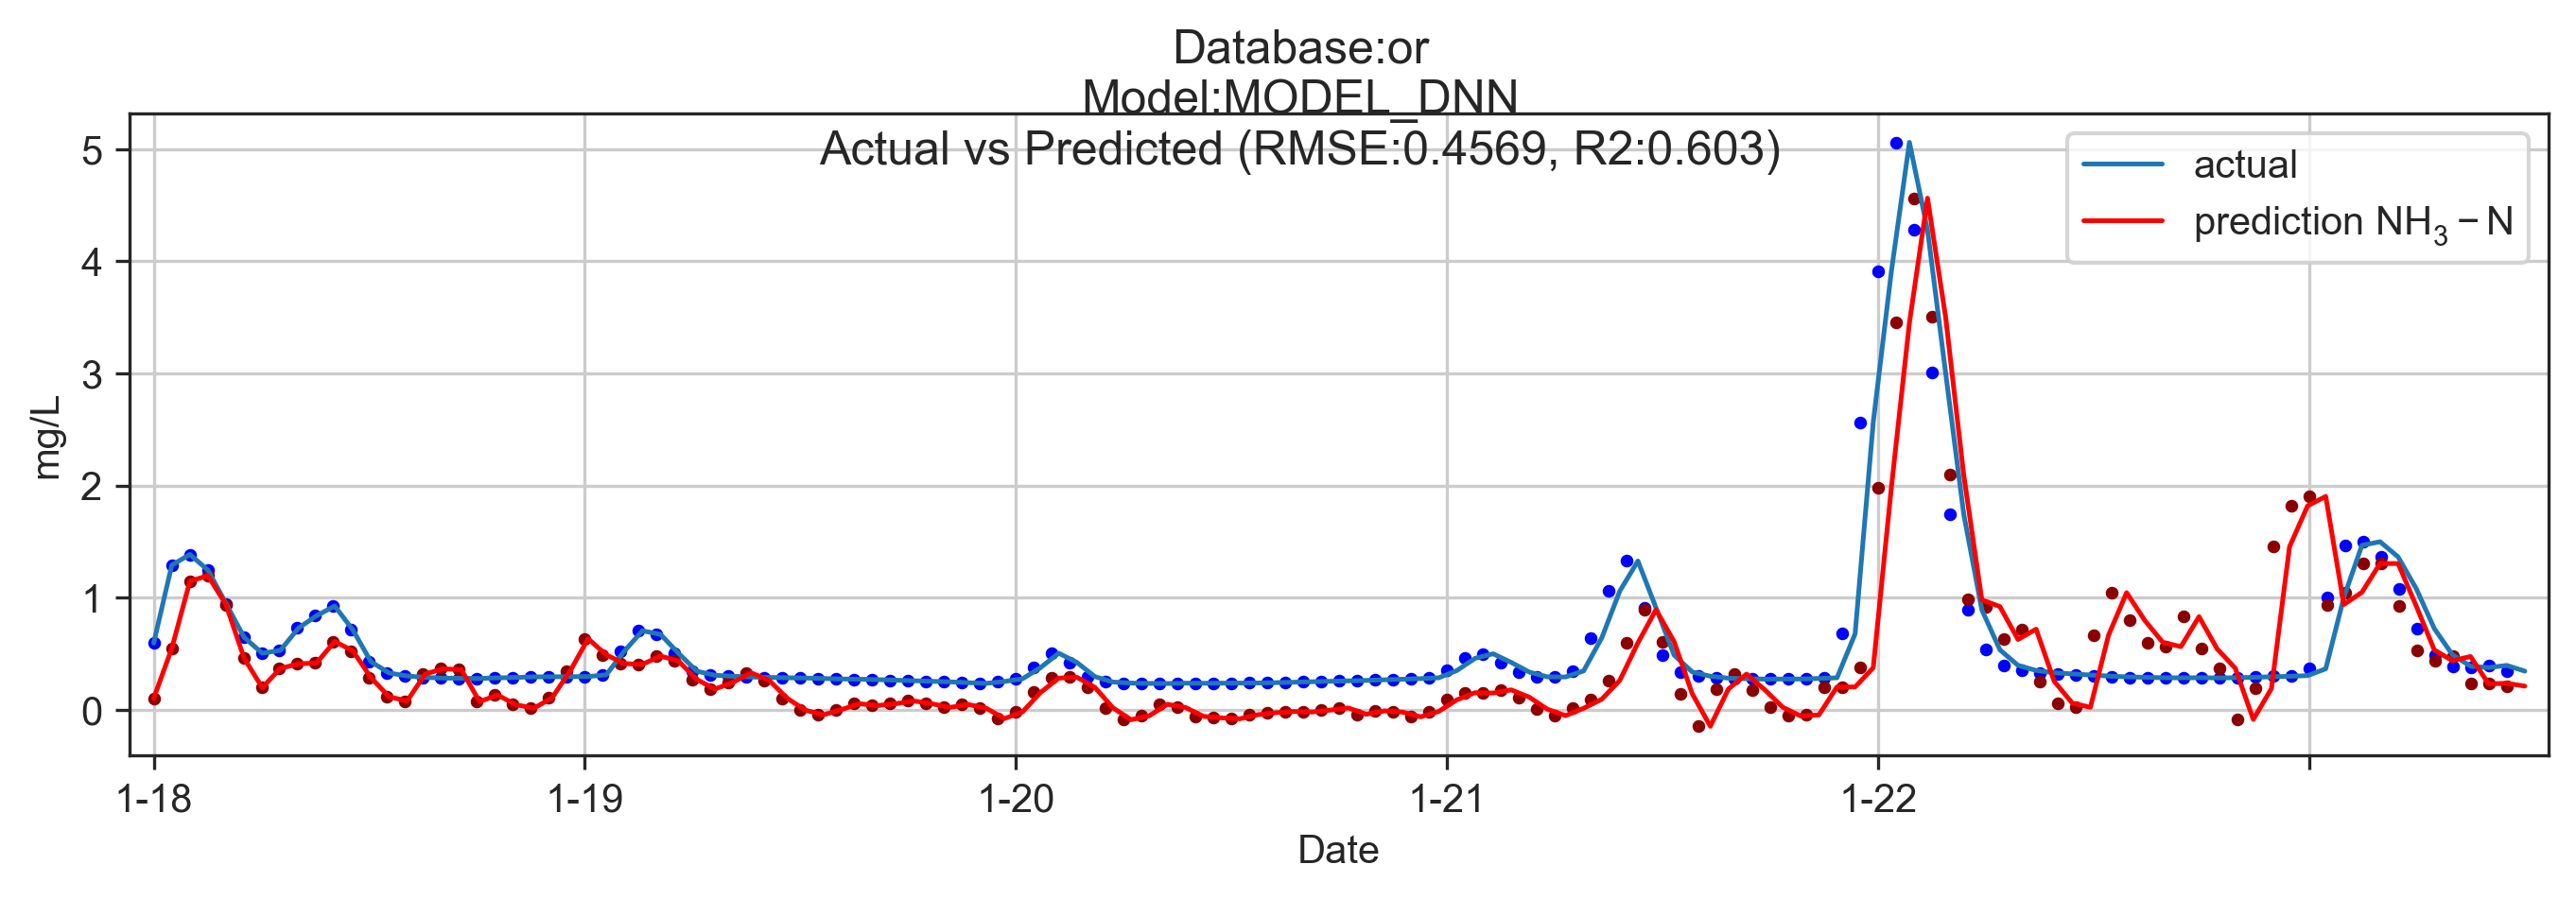 Database:or
Model:MODEL_DNN
Actual vs Predicted (RMSE:0.4569, R2:0.603)
actual
prediction NH₃ − N
5
4
3
2
1
0
mg/L
1-18 1-19 1-20 1-21 1-22
Date